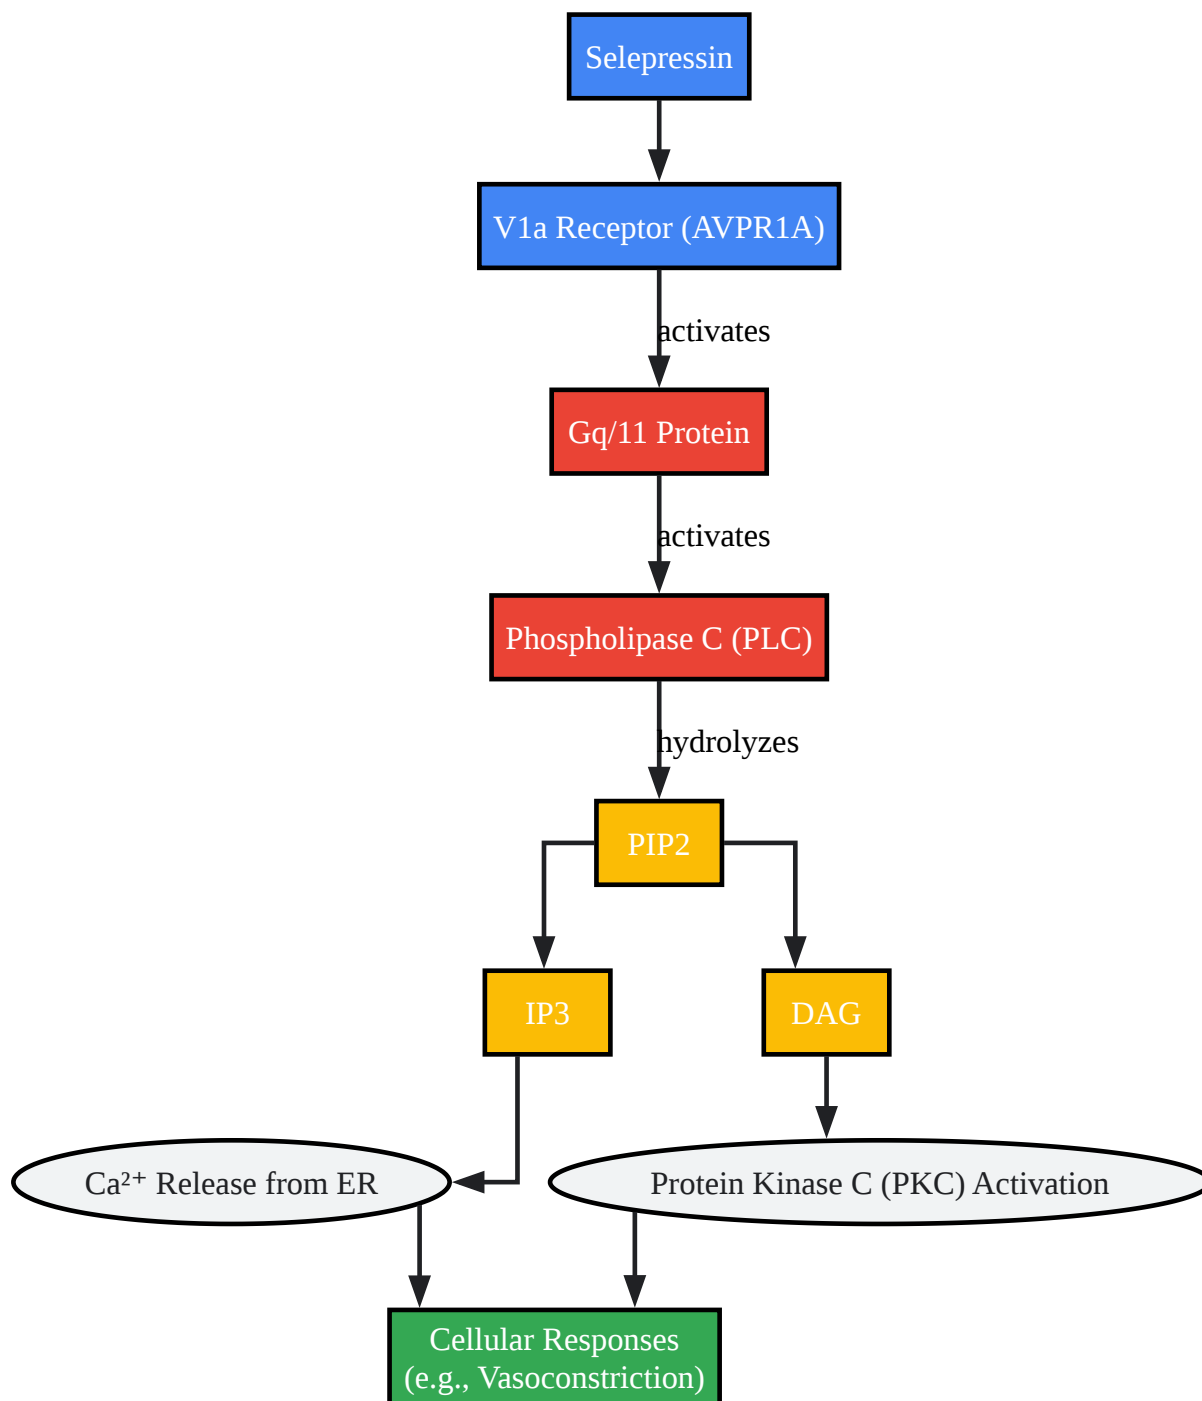 Selepressin
V1a Receptor (AVPR1A)
activates
Gq/11 Protein
activates
Phospholipase C (PLC)
hydrolyzes
PIP2
IP3
DAG
Ca²⁺ Release from ER
Protein Kinase C (PKC) Activation
Cellular Responses
(e.g., Vasoconstriction)